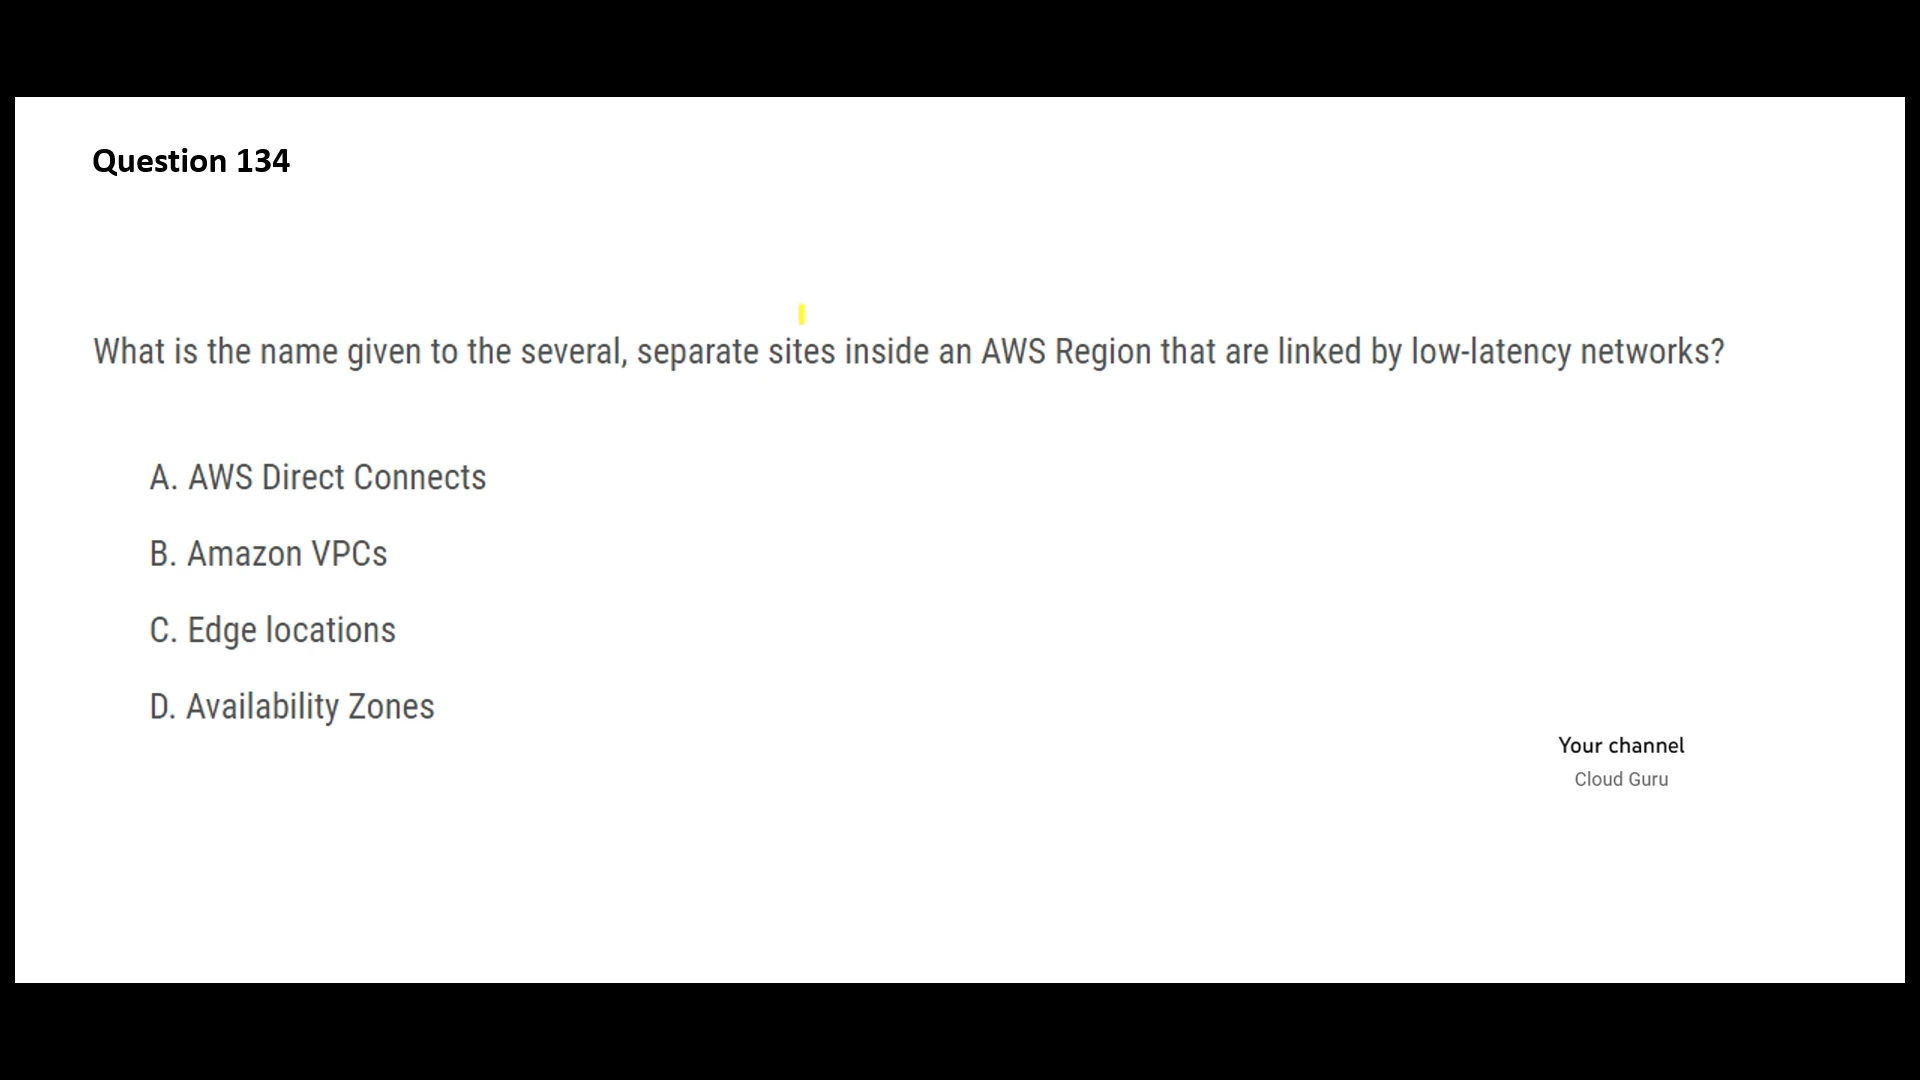 Question 134
What is the name given to the several, separate sites inside an AWS Region that are linked by low-latency networks?
A. AWS Direct Connects
B. Amazon VPCs
C. Edge locations
D. Availability Zones
Your channel
Cloud Guru